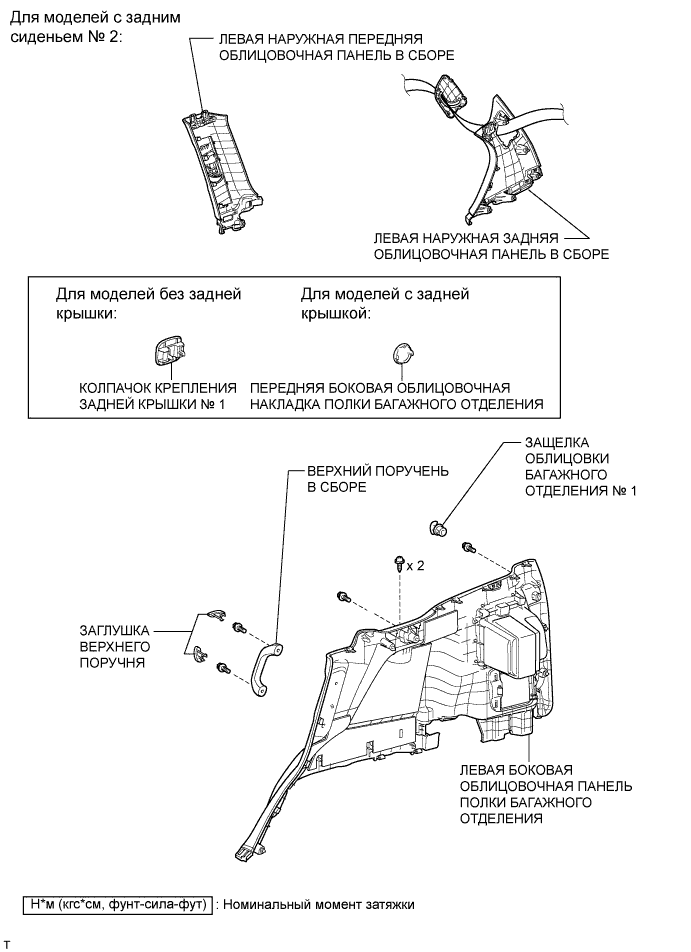 Для моделей с задним
сиденьем № 2:
ЛЕВАЯ НАРУЖНАЯ ПЕРЕДНЯЯ
ОБЛИЦОВОЧНАЯ ПАНЕЛЬ В СБОРЕ
ЛЕВАЯ НАРУЖНАЯ ЗАДНЯЯ
ОБЛИЦОВОЧНАЯ ПАНЕЛЬ В СБОРЕ
Для моделей без задней
крышки:
КОЛПАЧОК КРЕПЛЕНИЯ
ЗАДНЕЙ КРЫШКИ № 1
Для моделей с задней
крышкой:
ПЕРЕДНЯЯ БОКОВАЯ ОБЛИЦОВОЧНАЯ
НАКЛАДКА ПОЛКИ БАГАЖНОГО ОТДЕЛЕНИЯ
ЗАЩЕЛКА
ОБЛИЦОВКИ
БАГАЖНОГО
ОТДЕЛЕНИЯ № 1
ВЕРХНИЙ ПОРУЧЕНЬ
В СБОРЕ
x 2
ЗАГЛУШКА
ВЕРХНЕГО
ПОРУЧНЯ
ЛЕВАЯ БОКОВАЯ
ОБЛИЦОВОЧНАЯ ПАНЕЛЬ
ПОЛКИ БАГАЖНОГО
ОТДЕЛЕНИЯ
Н*м (кгс*см, фунт-сила-фут) : Номинальный момент затяжки
T